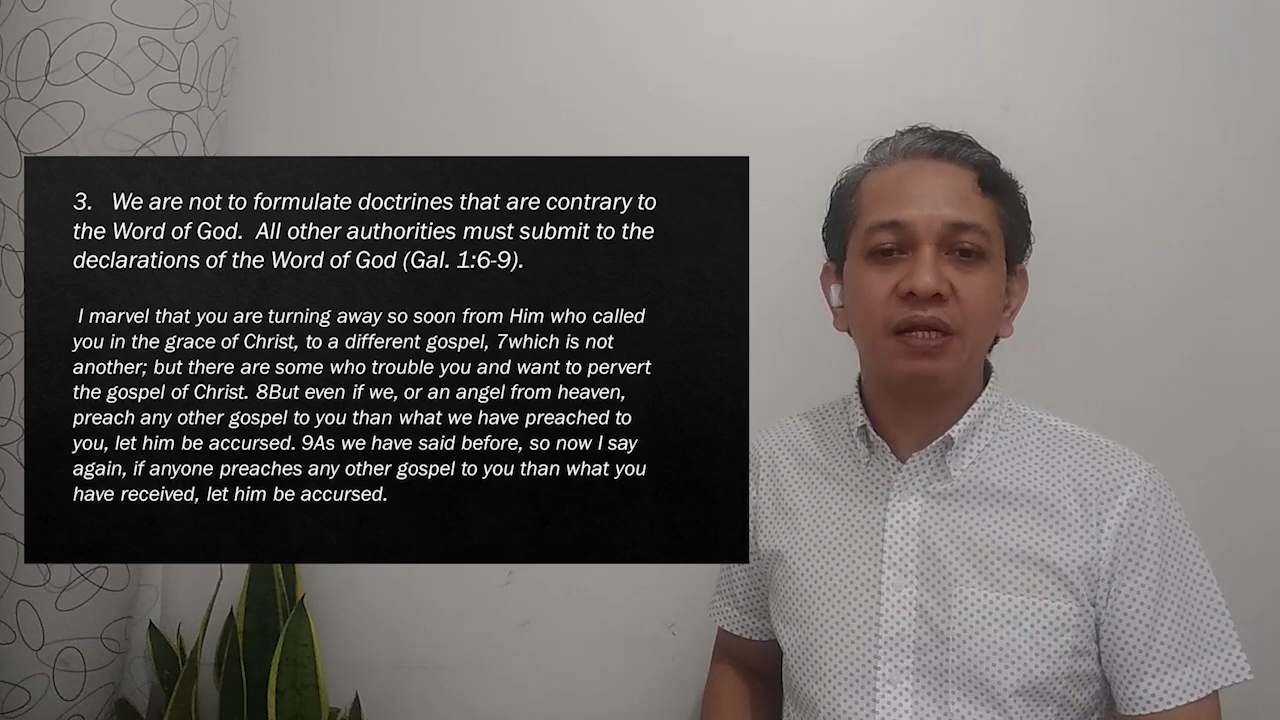 3. We are not to formulate doctrines that are contrary to
the Word of God. All other authorities must submit to the
declarations of the Word of God (Gal. 1:6-9).
I marvel that you are turning away so soon from Him who called
you in the grace of Christ, to a different gospel, 7which is not
another; but there are some who trouble you and want to pervert
the gospel of Christ. 8But even if we, or an angel from heaven,
preach any other gospel to you than what we have preached to
you, let him be accursed. 9As we have said before, so now I say
again, if anyone preaches any other gospel to you than what you
have received, let him be accursed.